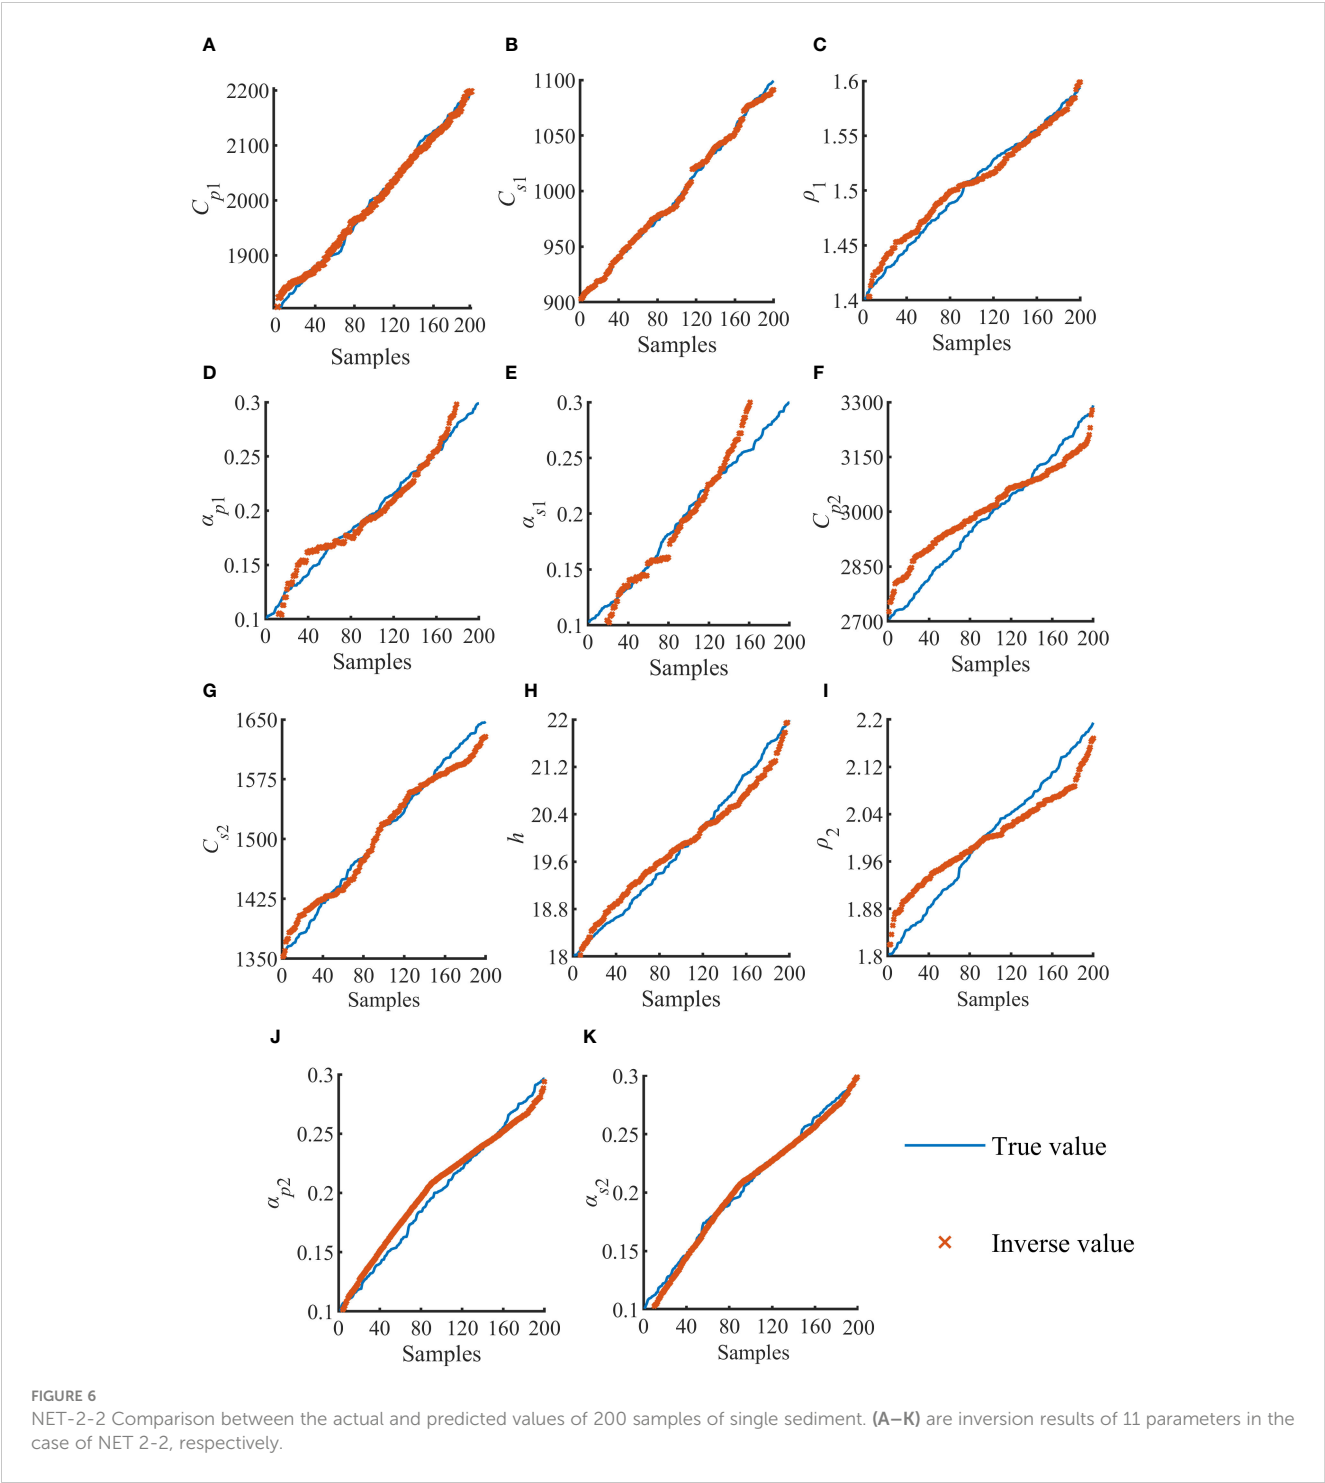 A
B
C
2200
2100
2000
1900
C_p1
0 40 80 120 160 200
Samples
1100
1050
1000
950
900
C_s1
0 40 80 120 160 200
Samples
1.6
1.55
1.5
1.45
1.4
ρ_1
0 40 80 120 160 200
Samples
D
E
F
0.3
0.25
0.2
0.15
0.1
α_p1
0 40 80 120 160 200
Samples
0.3
0.25
0.2
0.15
0.1
α_s1
0 40 80 120 160 200
Samples
3300
3150
3000
2850
2700
C_p2
0 40 80 120 160 200
Samples
G
H
I
1650
1575
1500
1425
1350
C_s2
0 40 80 120 160 200
Samples
22
21.2
20.4
19.6
18.8
18
h
0 40 80 120 160 200
Samples
2.2
2.12
2.04
1.96
1.88
1.8
ρ_2
0 40 80 120 160 200
Samples
J
K
0.3
0.25
0.2
0.15
0.1
α_p2
0 40 80 120 160 200
Samples
0.3
0.25
0.2
0.15
0.1
α_s2
0 40 80 120 160 200
Samples
True value
Inverse value
FIGURE 6
NET-2-2 Comparison between the actual and predicted values of 200 samples of single sediment. (A–K) are inversion results of 11 parameters in the
case of NET 2-2, respectively.